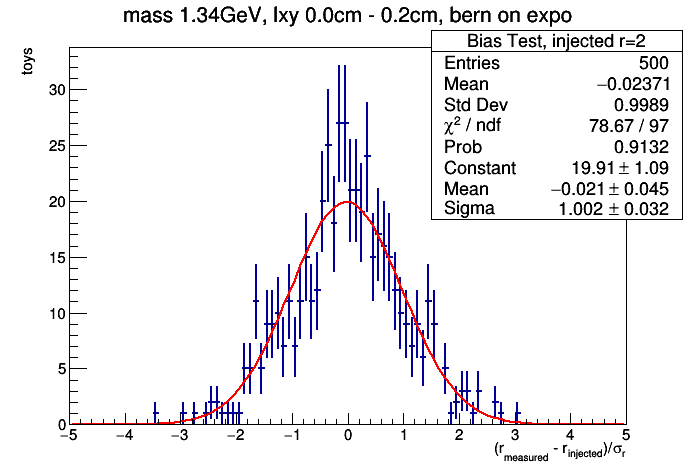 mass 1.34GeV, lxy 0.0cm - 0.2cm, bern on expo
Bias Test, injected r=2
Entries 500
Mean −0.02371
Std Dev 0.9989
χ² / ndf 78.67 / 97
Prob 0.9132
Constant 19.91 ± 1.09
Mean −0.021 ± 0.045
Sigma 1.002 ± 0.032
toys
30
25
20
15
10
5
0
−5 −4 −3 −2 −1 0 1 2 3 4 5
(r_measured - r_injected)/σ_r